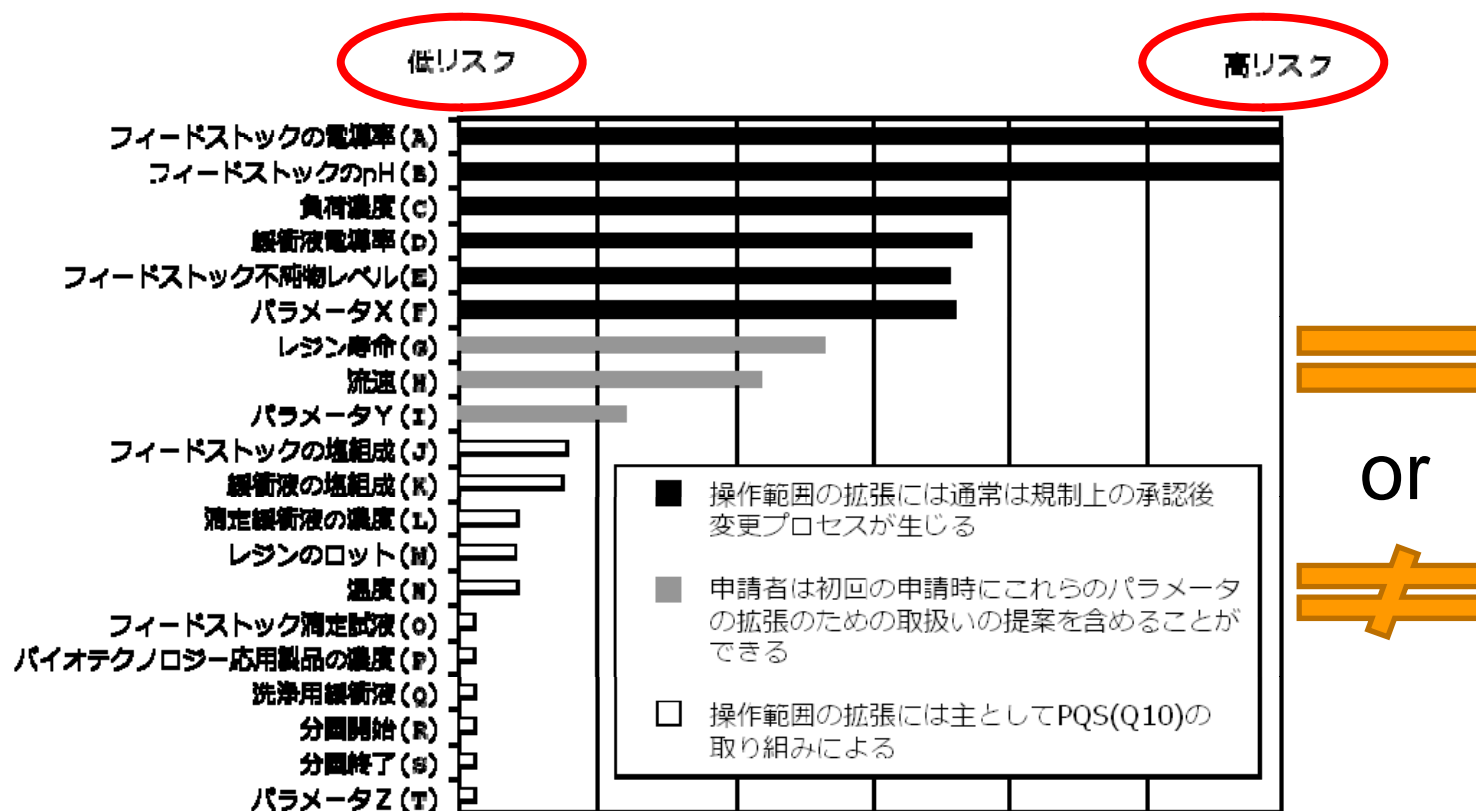 低リスク
高リスク
フィードストックの電導率(A)
フィードストックのpH(B)
負荷濃度(C)
緩衝液電導率(D)
フィードストック不純物レベル(E)
パラメータX(F)
レジン寿命(G)
流速(H)
パラメータY(I)
フィードストックの塩組成(J)
緩衝液の塩組成(K)
滴定緩衝液の濃度(L)
レジンのロット(M)
温度(N)
フィードストック滴定試液(O)
バイオテクノロジー応用製品の濃度(P)
洗浄用緩衝液(Q)
分画開始(R)
分画終了(S)
パラメータZ(T)
操作範囲の拡張には通常は規制上の承認後
変更プロセスが生じる
申請者は初回の申請時にこれらのパラメータ
の拡張のための取扱いの提案を含めることが
できる
操作範囲の拡張には主としてPQS(Q10)の
取り組みによる
or